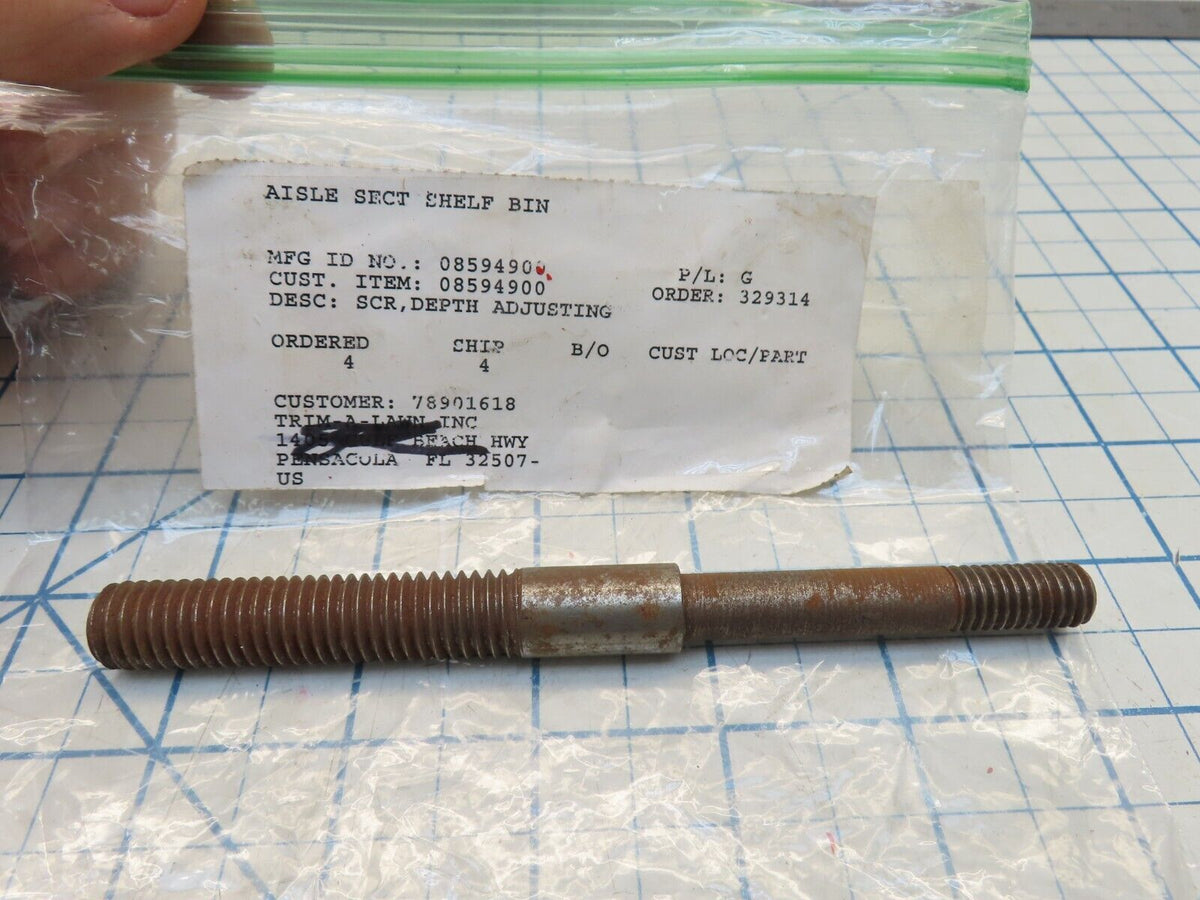 AISLE SECT SHELF BIN
MFG ID NO.: 08594900
P/L: G
CUST. ITEM: 08594900
ORDER: 329314
DESC: SCR,DEPTH ADJUSTING
ORDERED SHIP B/O CUST LOC/PART
4 4
CUSTOMER: 78901618
TRIM-A-LAWN INC
BEACH HWY
PENSACOLA FL 32507-
US